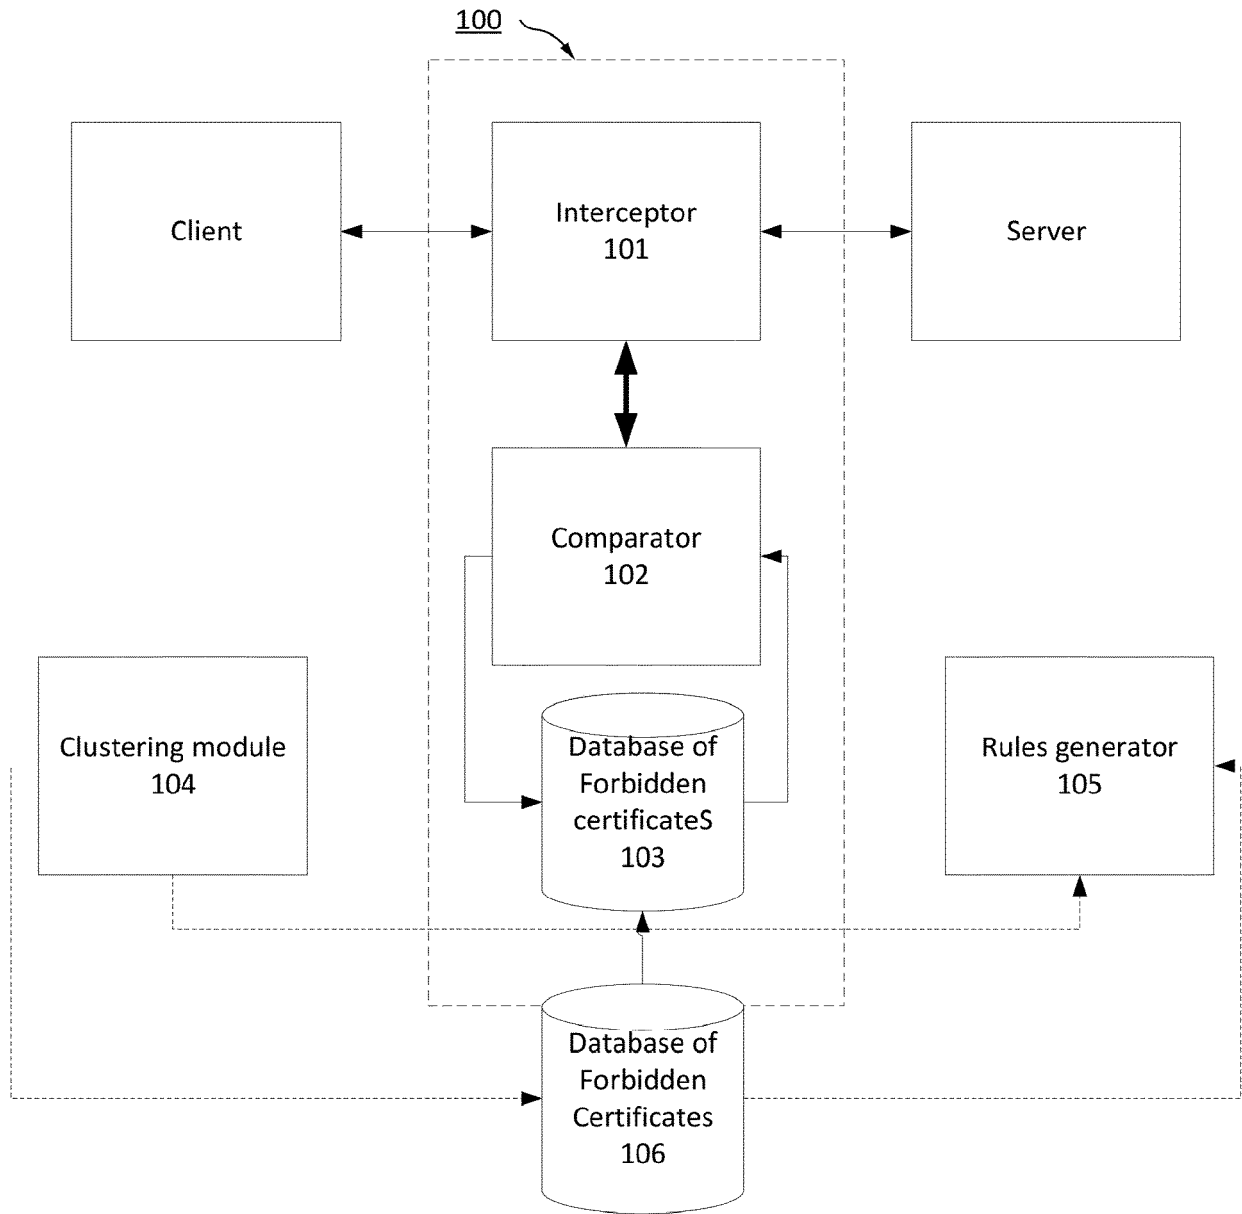 100
Client
Interceptor
101
Server
Comparator
102
Clustering module
104
Database of
Forbidden
certificateS
103
Rules generator
105
Database of
Forbidden
Certificates
106